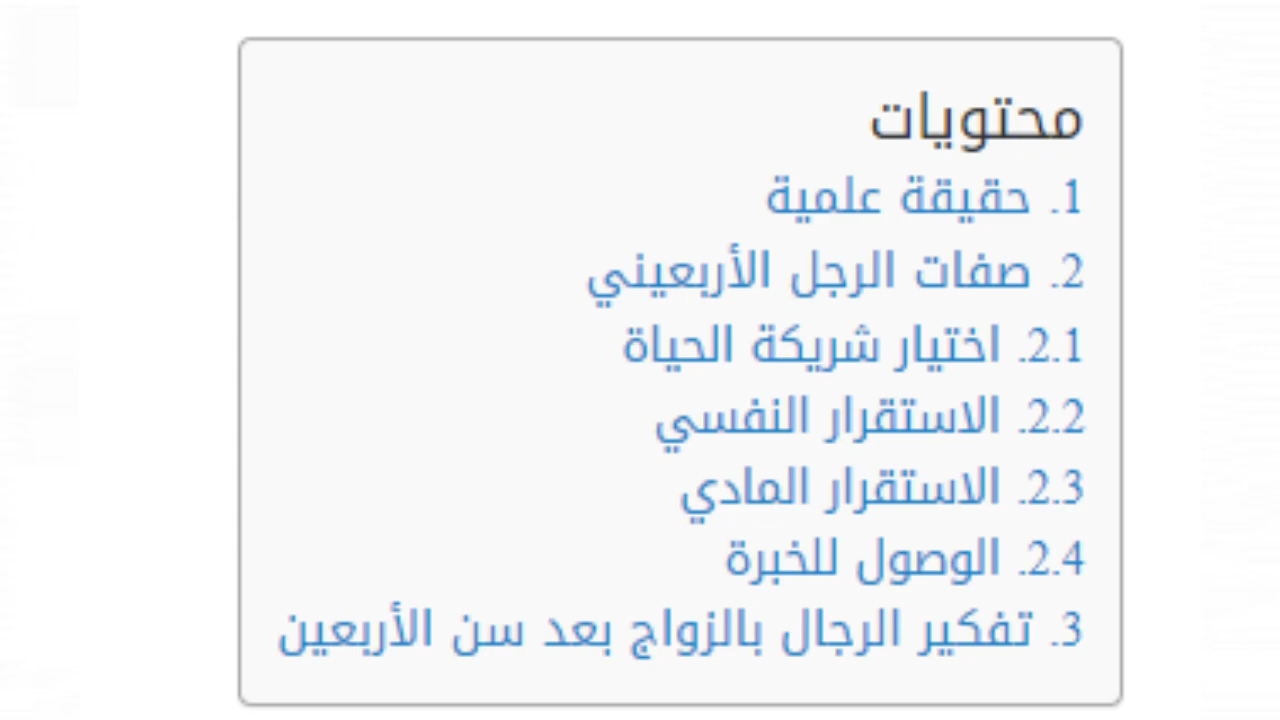 محتويات
1. حقيقة علمية
2. صفات الرجل الأربعيني
2.1. اختيار شريكة الحياة
2.2. الاستقرار النفسي
2.3. الاستقرار المادي
2.4. الوصول للخبرة
3. تفكير الرجال بالزواج بعد سن الأربعين